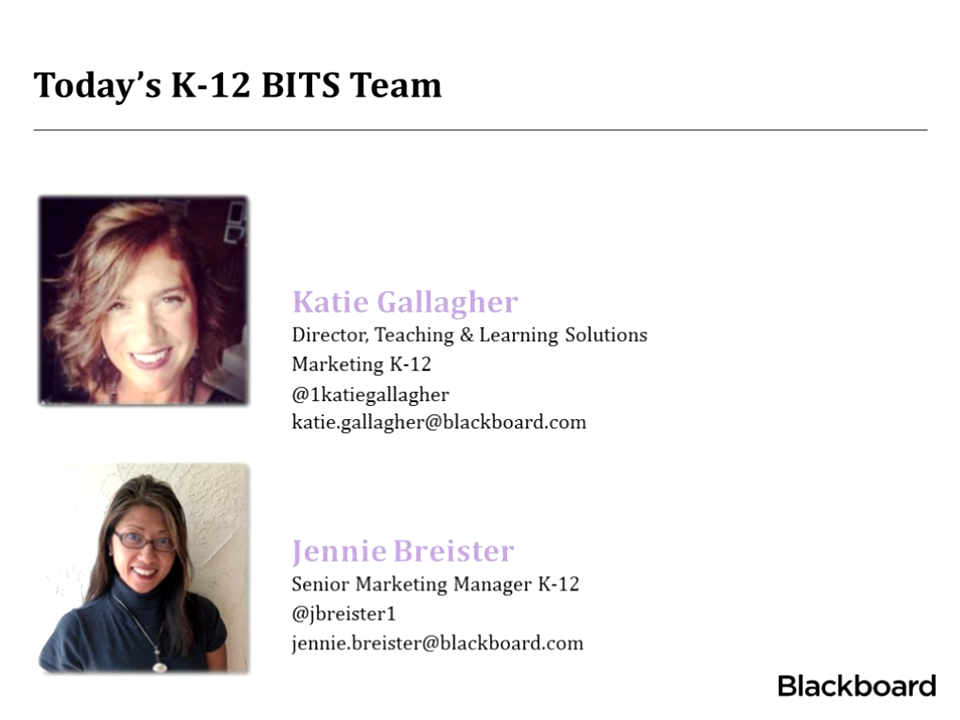 Today’s K-12 BITS Team
Katie Gallagher
Director, Teaching & Learning Solutions
Marketing K-12
@1katiegallagher
katie.gallagher@blackboard.com
Jennie Breister
Senior Marketing Manager K-12
@jbreister1
jennie.breister@blackboard.com
Blackboard